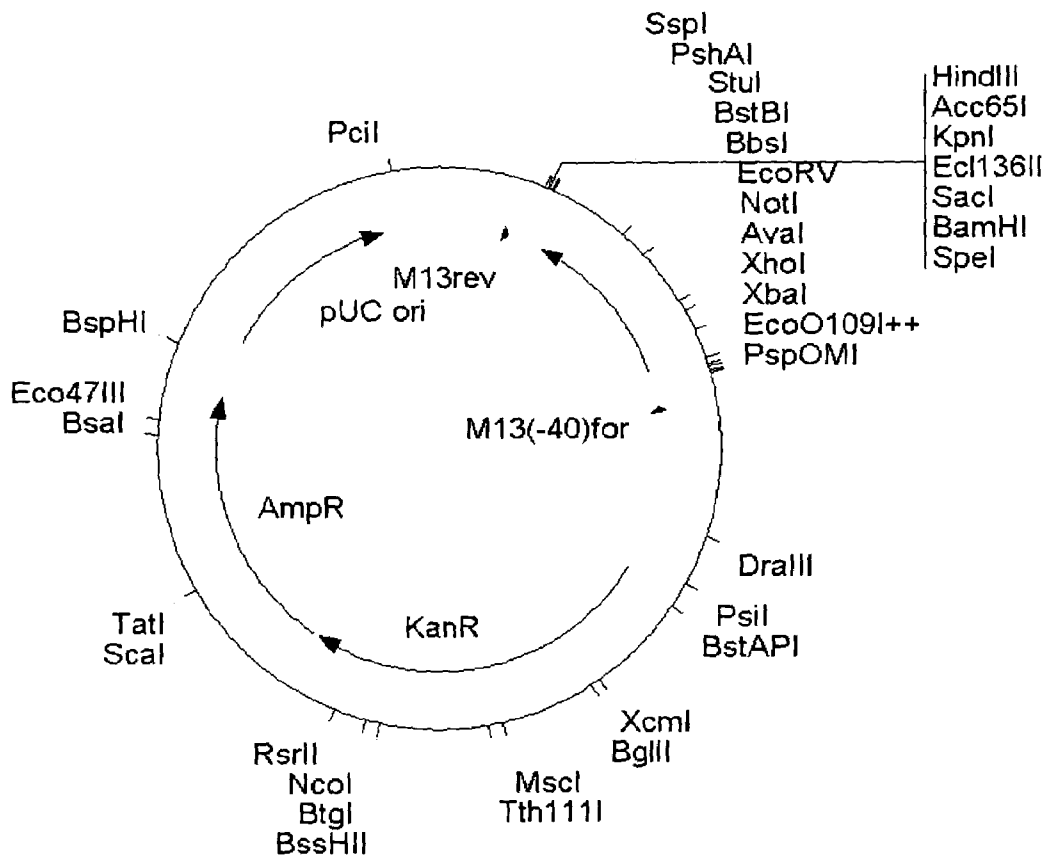 SspI
PshAI
StuI
BstBI
BbsI
EcoRV
NotI
AvaI
XhoI
XbaI
EcoO109I++
PspOMI
HindIII
Acc65I
KpnI
Ecl136II
SacI
BamHI
SpeI
PciI
M13rev
pUC ori
BspHI
Eco47III
BsaI
M13(-40)for
AmpR
DraIII
PsiI
BstAPI
KanR
TatI
ScaI
XcmI
BglII
RsrII
NcoI
BtgI
BssHII
MscI
Tth111I